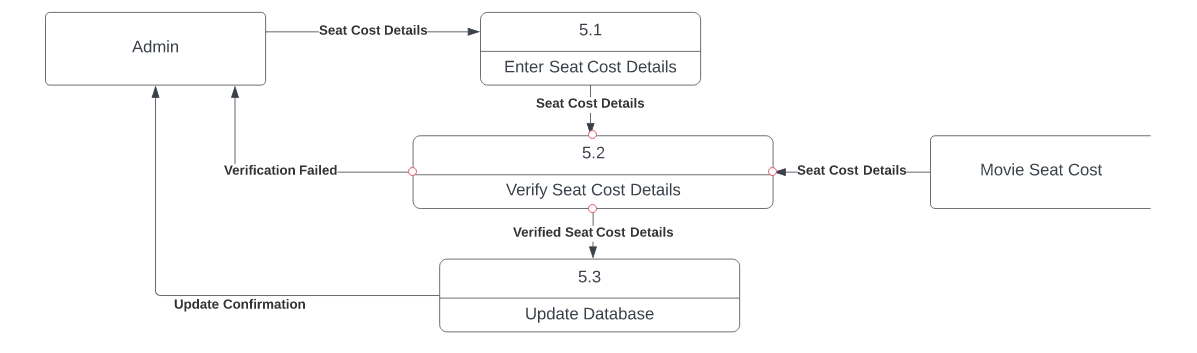 Admin
Seat Cost Details
5.1
Enter Seat Cost Details
Seat Cost Details
5.2
Verification Failed
Verify Seat Cost Details
Seat Cost Details
Movie Seat Cost
Verified Seat Cost Details
5.3
Update Confirmation
Update Database